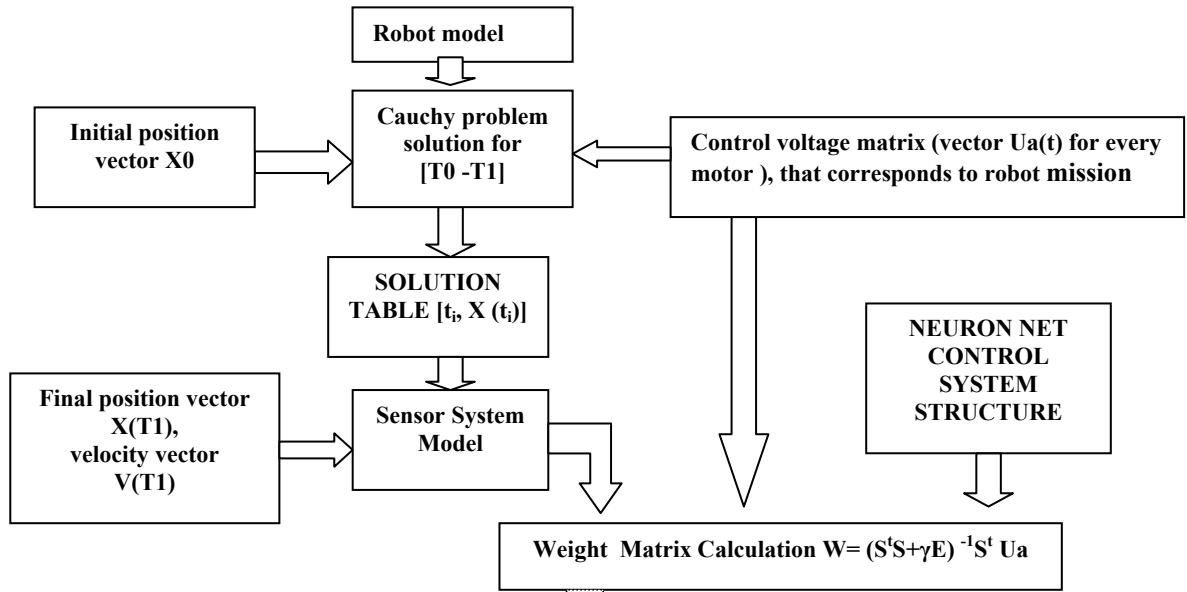 Robot model
Initial position
vector X0
Cauchy problem
solution for
[T0 -T1]
Control voltage matrix (vector Ua(t) for every
motor ), that corresponds to robot mission
SOLUTION
TABLE [tᵢ, X (tᵢ)]
NEURON NET
CONTROL
SYSTEM
STRUCTURE
Final position vector
X(T1),
velocity vector
V(T1)
Sensor System
Model
Weight Matrix Calculation W= (SᵗS+γE) ⁻¹Sᵗ Ua